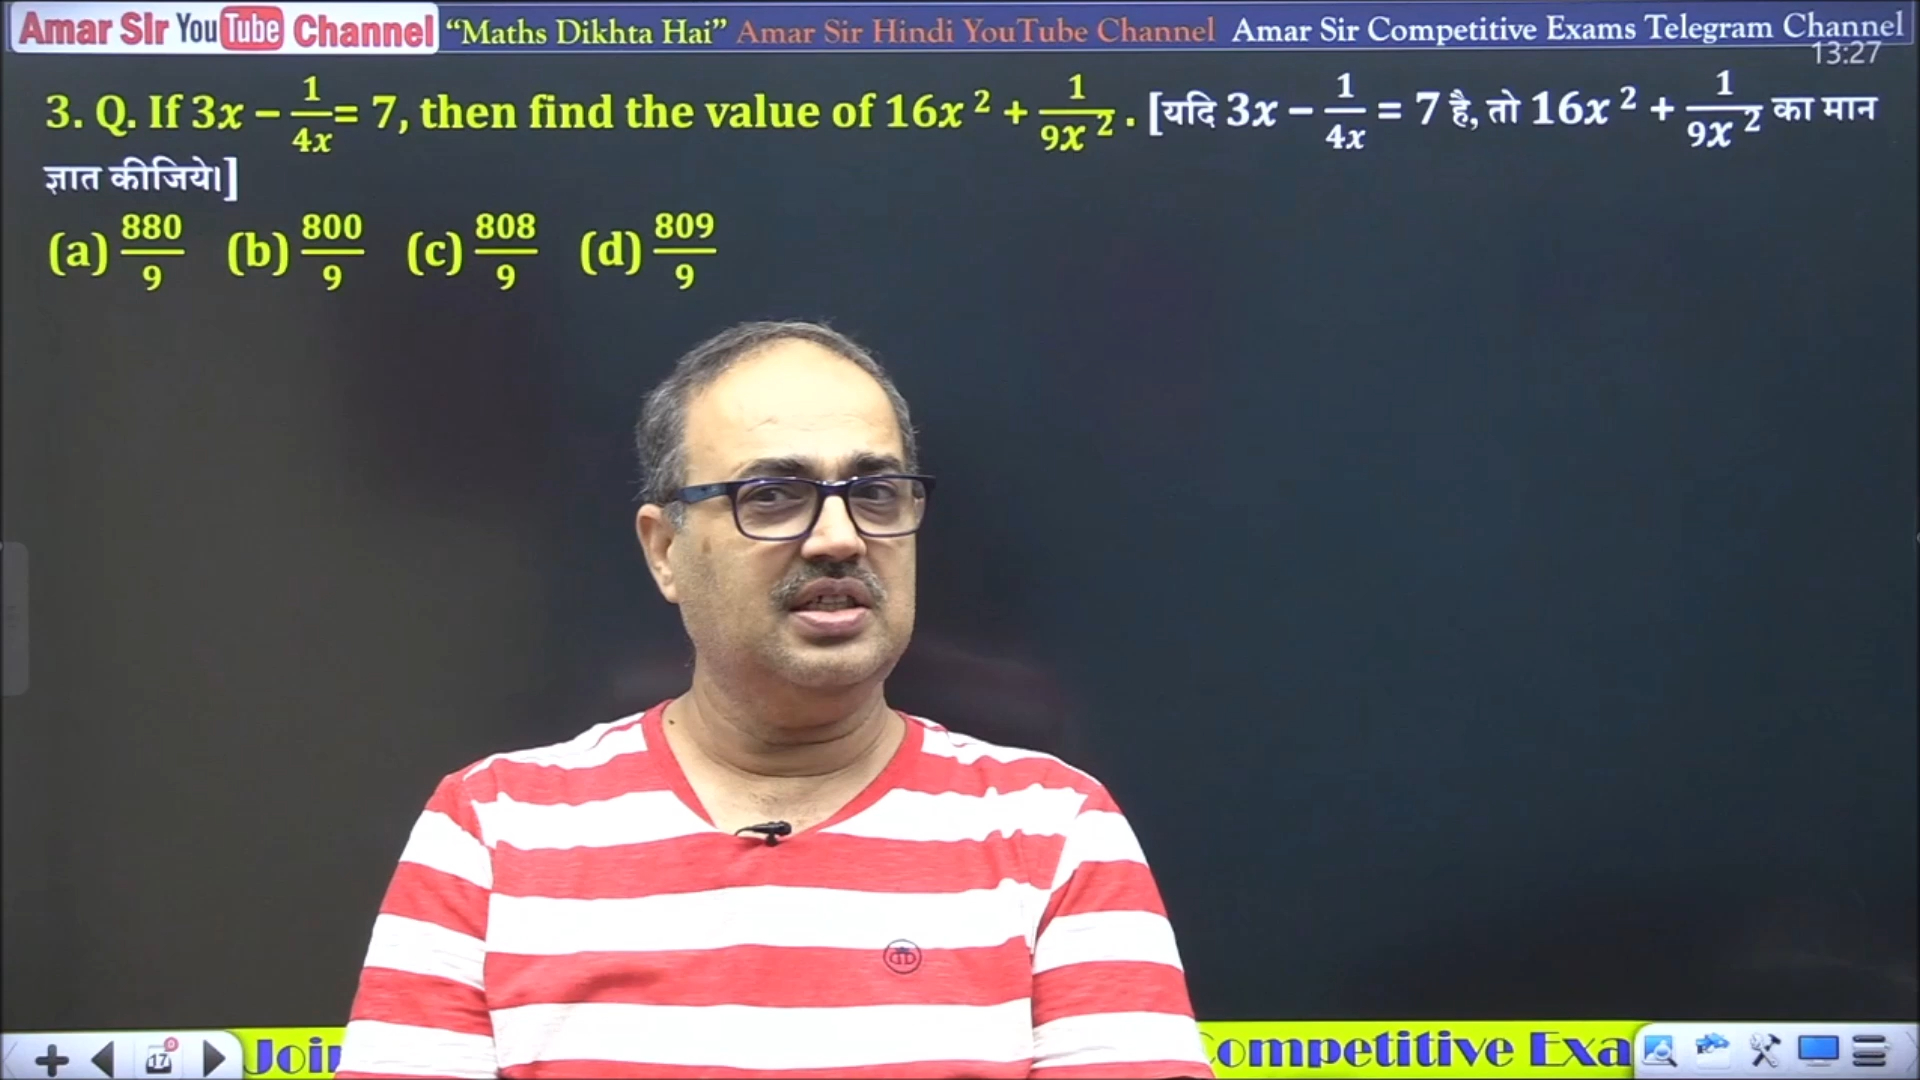 Amar SIr YouTube Channel "Maths Dikhta Hai" Amar Sir Hindi YouTube Channel Amar Sir Competitive Exams Telegram Channel
13:27
3. Q. If 3x − 1/4x = 7, then find the value of 16x² + 1/9x². [यदि 3x − 1/4x = 7 है, तो 16x² + 1/9x² का मान
ज्ञात कीजिये।]
(a) 880/9 (b) 800/9 (c) 808/9 (d) 809/9
17 0 ompetitive Exa